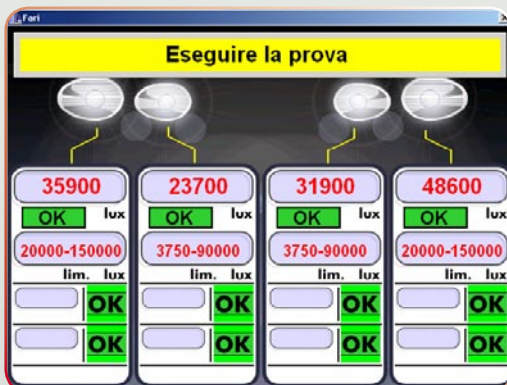 Fari
Eseguire la prova
35900 23700 31900 48600
OK lux OK lux OK lux OK lux
20000-150000 3750-90000 3750-90000 20000-150000
lim. lux lim. lux lim. lux lim. lux
OK OK OK OK
OK OK OK OK